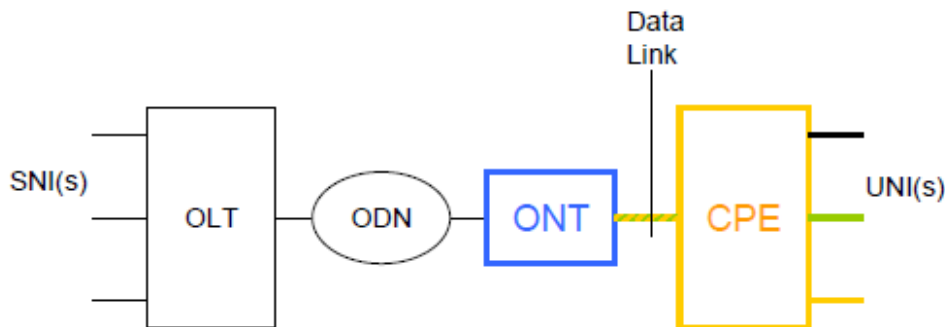 Data
Link
SNI(s)
OLT
ODN
ONT
CPE
UNI(s)